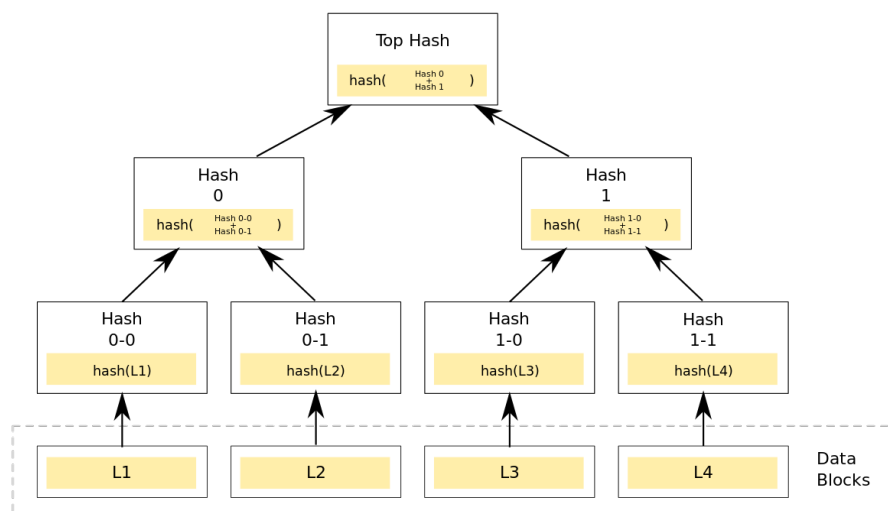 Top Hash
hash( Hash 0 + Hash 1 )
Hash
0
hash( Hash 0-0 + Hash 0-1 )
Hash
1
hash( Hash 1-0 + Hash 1-1 )
Hash
0-0
hash(L1)
Hash
0-1
hash(L2)
Hash
1-0
hash(L3)
Hash
1-1
hash(L4)
L1
L2
L3
L4
Data
Blocks